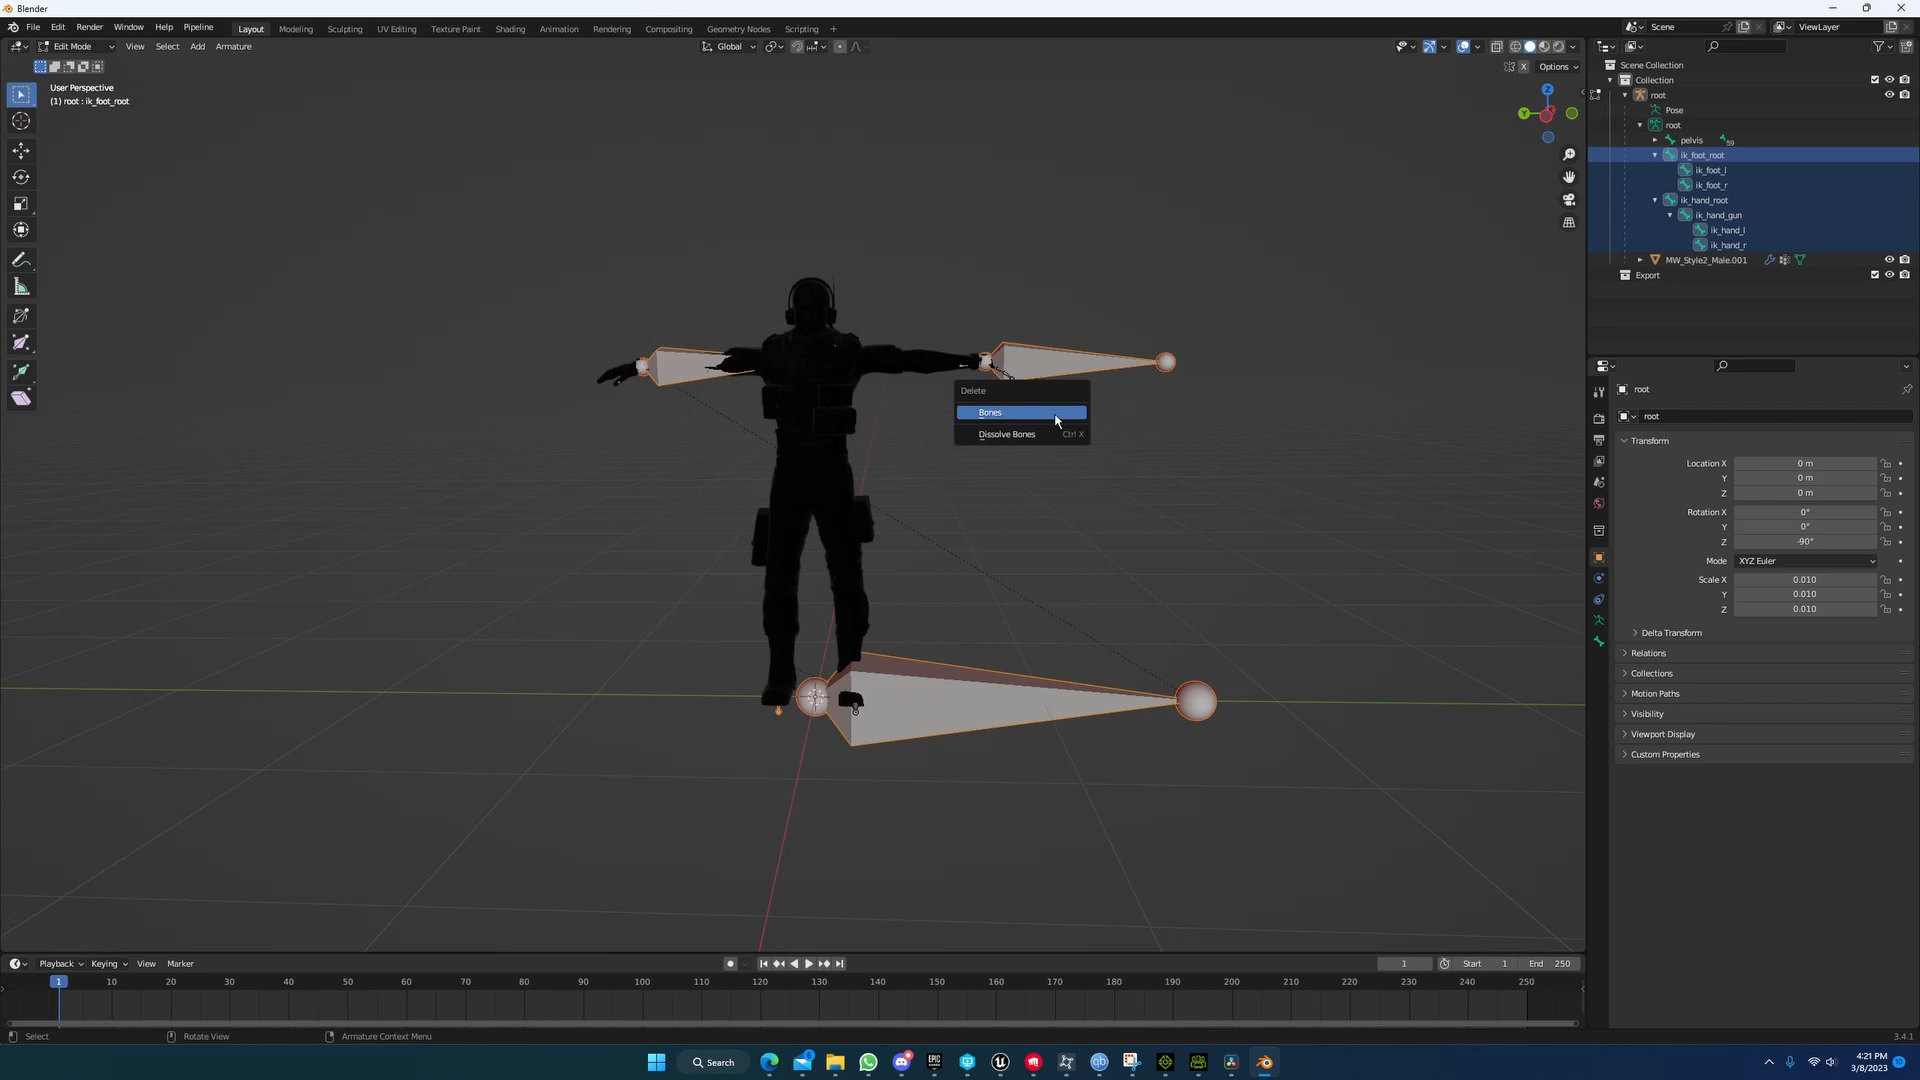 Blender
File Edit Render Window Help Pipeline Layout Modeling Sculpting UV Editing Texture Paint Shading Animation Rendering Compositing Geometry Nodes Scripting + Scene ViewLayer
Edit Mode View Select Add Armature Global
X Options
User Perspective
(1) root : ik_foot_root
Z
Y
Delete
Bones
Dissolve Bones Ctrl X
Scene Collection
Collection
root
Pose
root
pelvis 59
ik_foot_root
ik_foot_l
ik_foot_r
ik_hand_root
ik_hand_gun
ik_hand_l
ik_hand_r
MW_Style2_Male.001
Export
root
root
Transform
Location X 0 m
Y 0 m
Z 0 m
Rotation X 0°
Y 0°
Z -90°
Mode XYZ Euler
Scale X 0.010
Y 0.010
Z 0.010
Delta Transform
Relations
Collections
Motion Paths
Visibility
Viewport Display
Custom Properties
Playback Keying View Marker 1 Start 1 End 250
1 10 20 30 40 50 60 70 80 90 100 110 120 130 140 150 160 170 180 190 200 210 220 230 240 250
Select Rotate View Armature Context Menu 3.4.1
Search
EPIC
qb
4:21 PM
3/8/2023